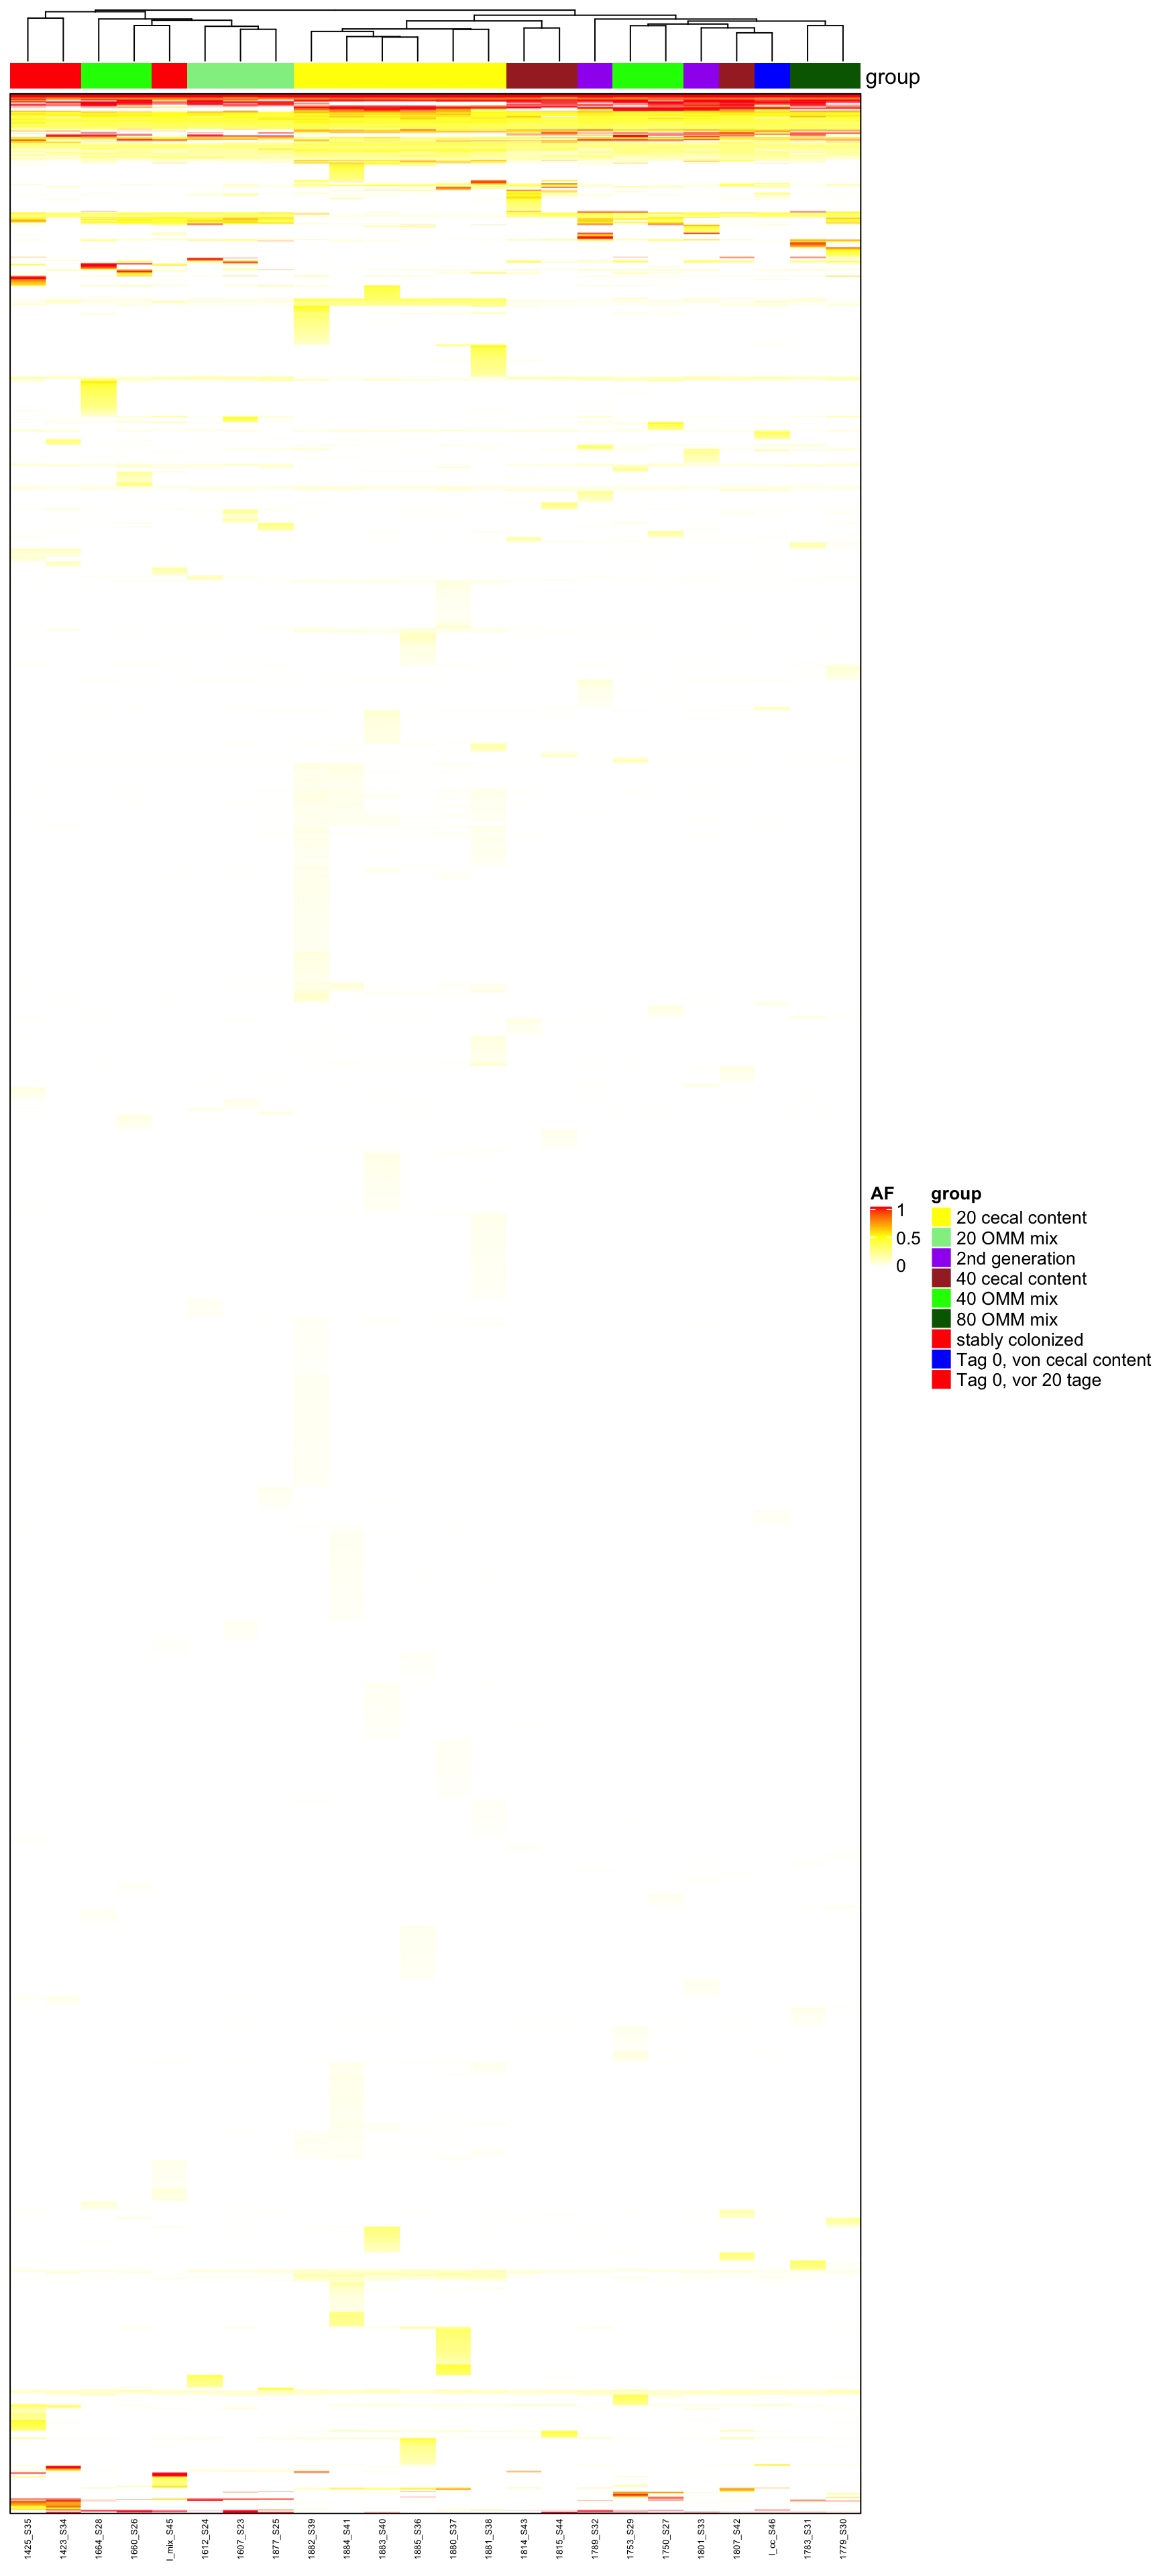 group
AF
1
0.5
0
group
20 cecal content
20 OMM mix
2nd generation
40 cecal content
40 OMM mix
80 OMM mix
stably colonized
Tag 0, von cecal content
Tag 0, vor 20 tage
1425_S35
1423_S34
1664_S28
1660_S26
I_mix_S45
1612_S24
1607_S23
1877_S25
1882_S39
1884_S41
1883_S40
1885_S36
1880_S37
1881_S38
1814_S43
1815_S44
1789_S32
1753_S29
1750_S27
1801_S33
1807_S42
I_cc_S46
1783_S31
1779_S30